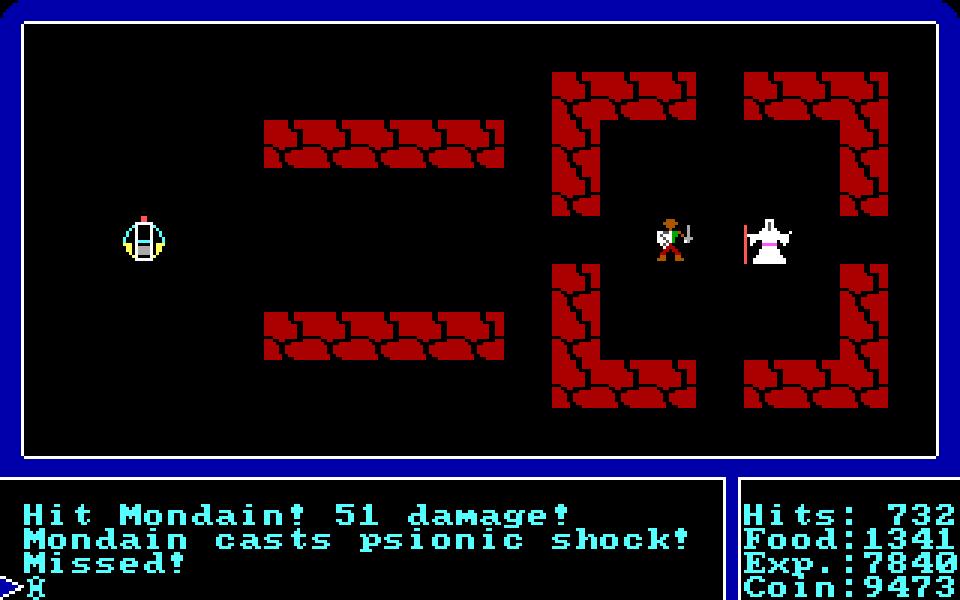 Hit Mondain! 51 damage!
Mondain casts psionic shock!
Missed!
Hits: 732
Food:1341
Exp.:7840
Coin:9473